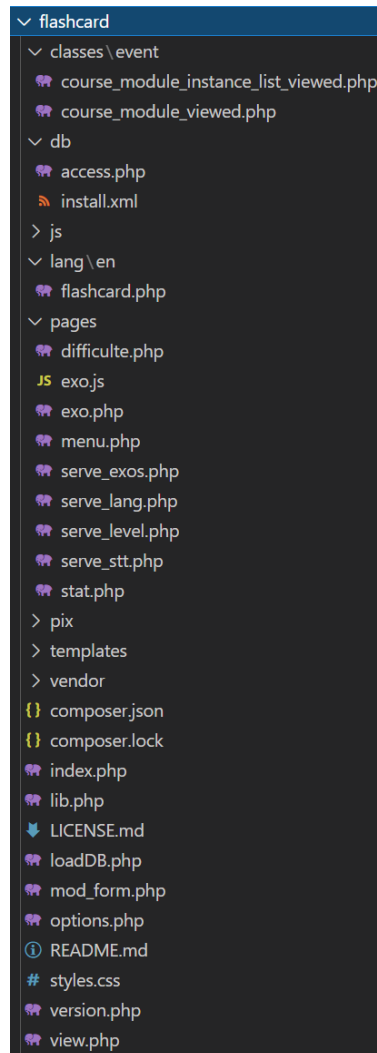 flashcard
classes\event
course_module_instance_list_viewed.php
course_module_viewed.php
db
access.php
install.xml
js
lang\en
flashcard.php
pages
difficulte.php
JS exo.js
exo.php
menu.php
serve_exos.php
serve_lang.php
serve_level.php
serve_stt.php
stat.php
pix
templates
vendor
{} composer.json
{} composer.lock
index.php
lib.php
LICENSE.md
loadDB.php
mod_form.php
options.php
README.md
# styles.css
version.php
view.php